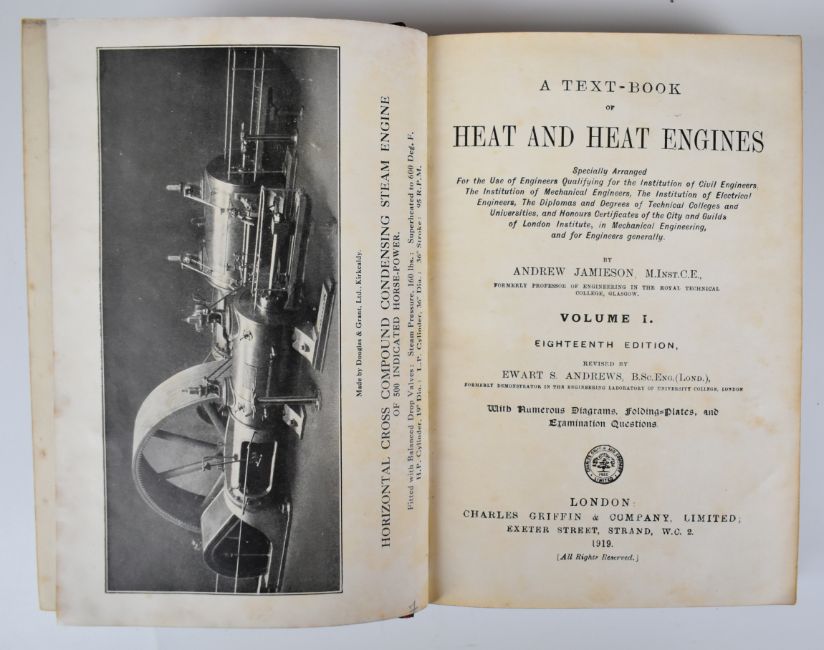 Made by Douglas & Grant, Ltd., Kirkcaldy.
HORIZONTAL CROSS COMPOUND CONDENSING STEAM ENGINE
OF 500 INDICATED HORSE-POWER.
Fitted with Balanced Drop Valves: Steam Pressure, 160 lbs.: Superheated to 600 Deg. F.
H.P. Cylinder, 19" Dia.: L.P. Cylinder, 36" Dia.: 36" Stroke: 95 R.P.M.
A TEXT-BOOK
OF
HEAT AND HEAT ENGINES
Specially Arranged
For the Use of Engineers Qualifying for the Institution of Civil Engineers,
The Institution of Mechanical Engineers, The Institution of Electrical
Engineers, The Diplomas and Degrees of Technical Colleges and
Universities, and Honours Certificates of the City and Guilds
of London Institute, in Mechanical Engineering,
and for Engineers generally.
BY
ANDREW JAMIESON, M.INST.C.E.,
FORMERLY PROFESSOR OF ENGINEERING IN THE ROYAL TECHNICAL
COLLEGE, GLASGOW.
VOLUME I.
EIGHTEENTH EDITION,
REVISED BY
EWART S. ANDREWS, B.SC.ENG.(LOND.),
FORMERLY DEMONSTRATOR IN THE ENGINEERING LABORATORY OF UNIVERSITY COLLEGE, LONDON
With Numerous Diagrams, Folding-Plates, and
Examination Questions.
LONDON:
CHARLES GRIFFIN & COMPANY, LIMITED;
EXETER STREET, STRAND, W.C. 2.
1919.
[All Rights Reserved.]